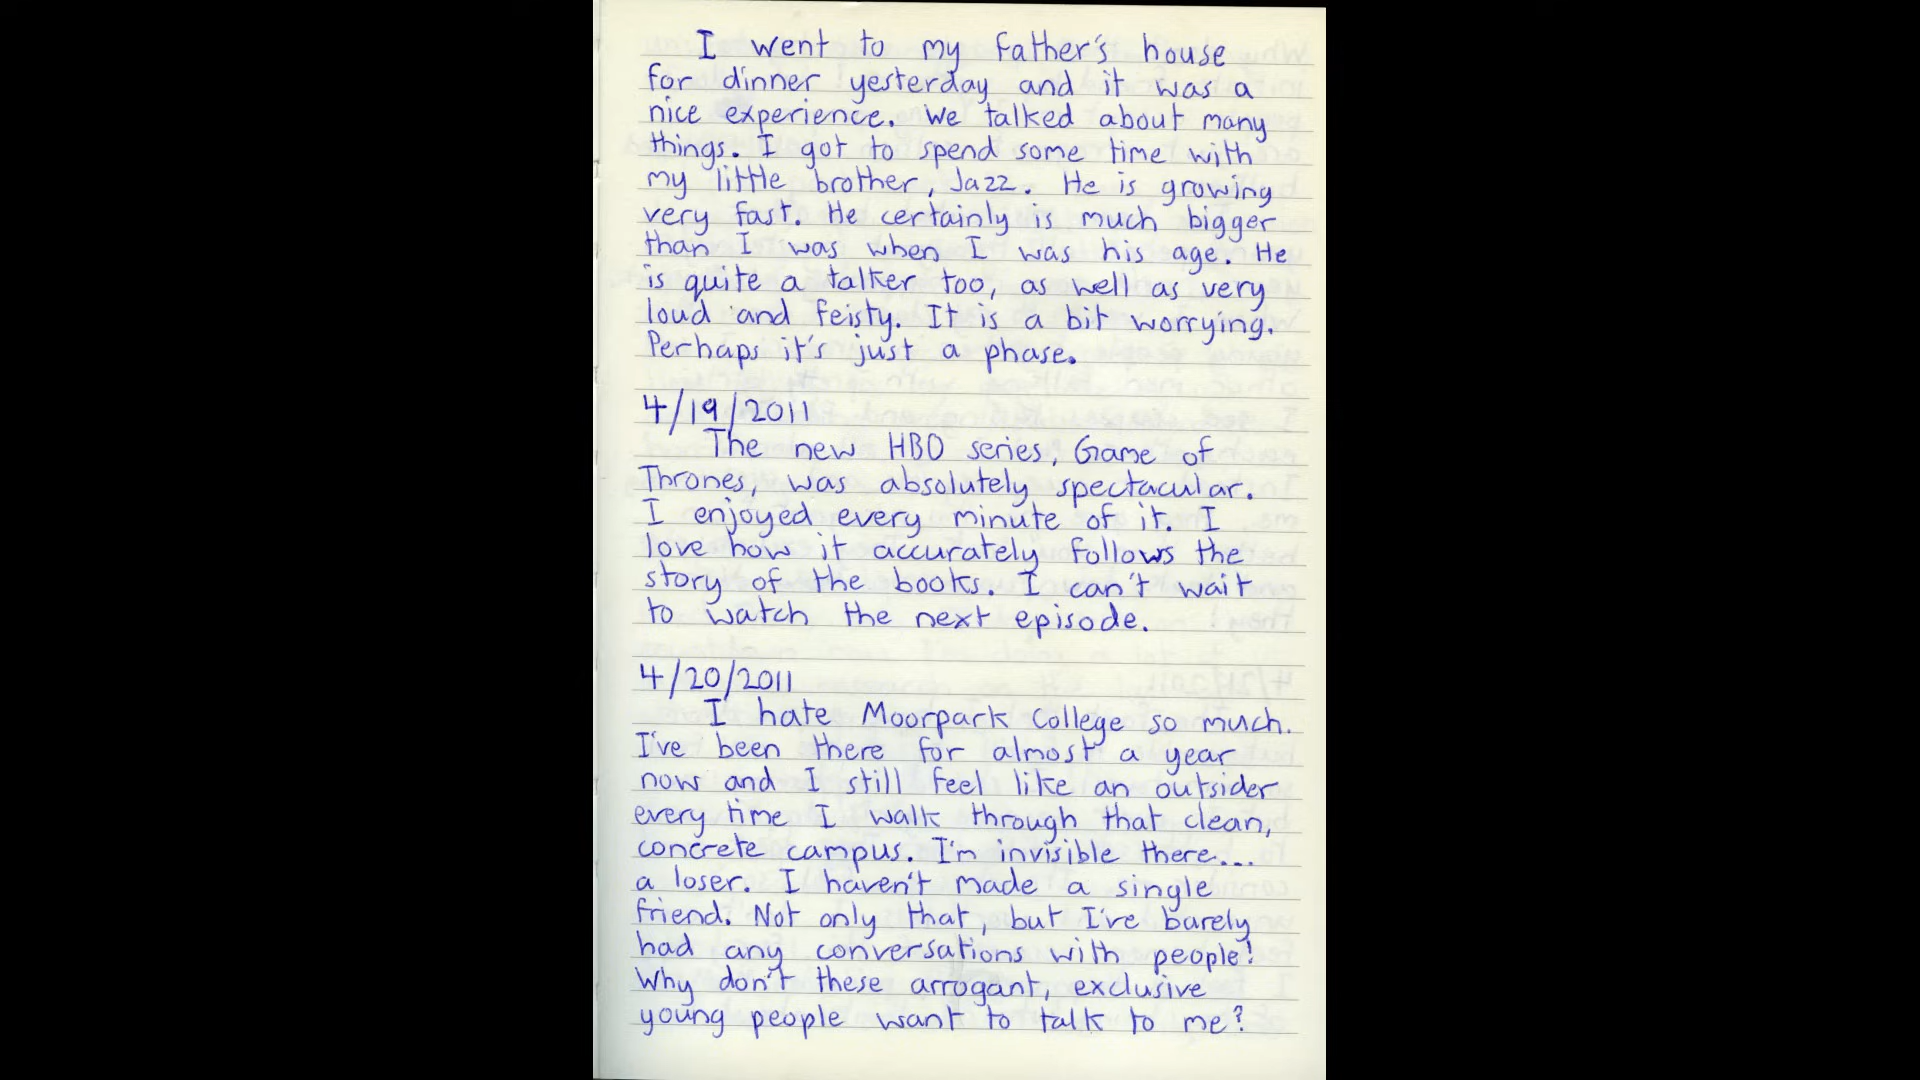 I went to my father's house
for dinner yesterday and it was a
nice experience. We talked about many
things. I got to spend some time with
my little brother, Jazz. He is growing
very fast. He certainly is much bigger
than I was when I was his age. He
is quite a talker too, as well as very
loud and feisty. It is a bit worrying.
Perhaps it's just a phase.
4/19/2011
The new HBO series, Game of
Thrones, was absolutely spectacular.
I enjoyed every minute of it. I
love how it accurately follows the
story of the books. I can't wait
to watch the next episode.
4/20/2011
I hate Moorpark College so much.
I've been there for almost a year
now and I still feel like an outsider
every time I walk through that clean,
concrete campus. I'm invisible there...
a loser. I haven't made a single
friend. Not only that, but I've barely
had any conversations with people!
Why don't these arrogant, exclusive
young people want to talk to me?